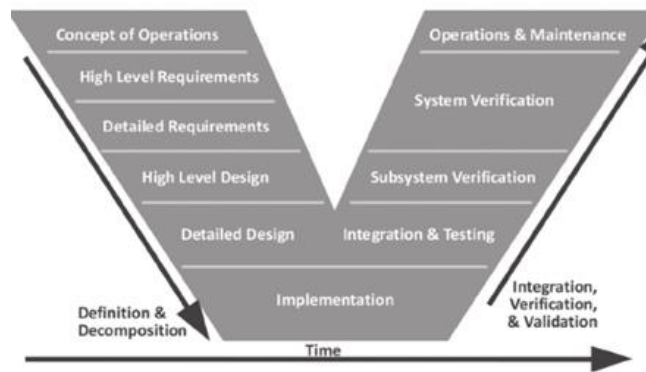 Concept of Operations
High Level Requirements
Detailed Requirements
High Level Design
Detailed Design
Implementation
Integration & Testing
Subsystem Verification
System Verification
Operations & Maintenance
Definition &
Decomposition
Integration,
Verification,
& Validation
Time